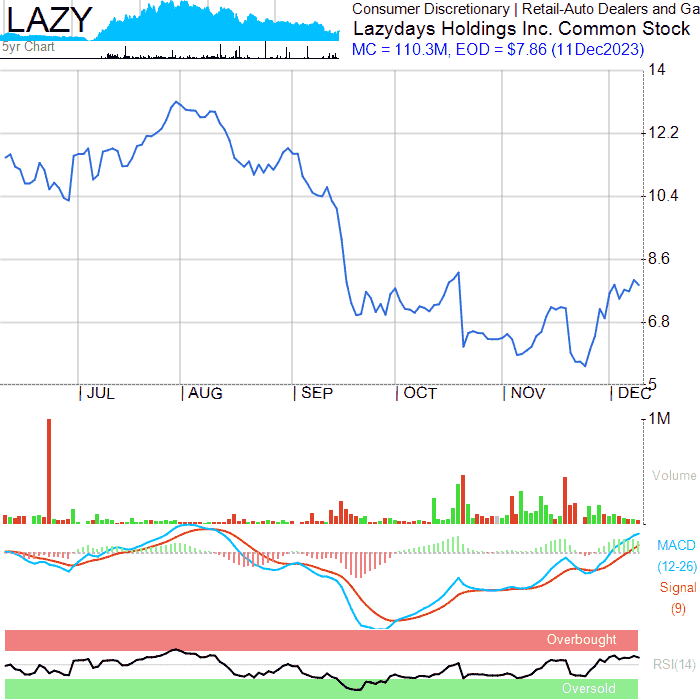 LAZY
Consumer Discretionary | Retail-Auto Dealers and Ga
Lazydays Holdings Inc. Common Stock
5yr Chart
MC = 110.3M, EOD = $7.86 (11Dec2023)
14
12.2
10.4
8.6
6.8
5
JUL
AUG
SEP
OCT
NOV
DEC
1M
Volume
MACD
(12-26)
Signal
(9)
Overbought
RSI(14)
Oversold